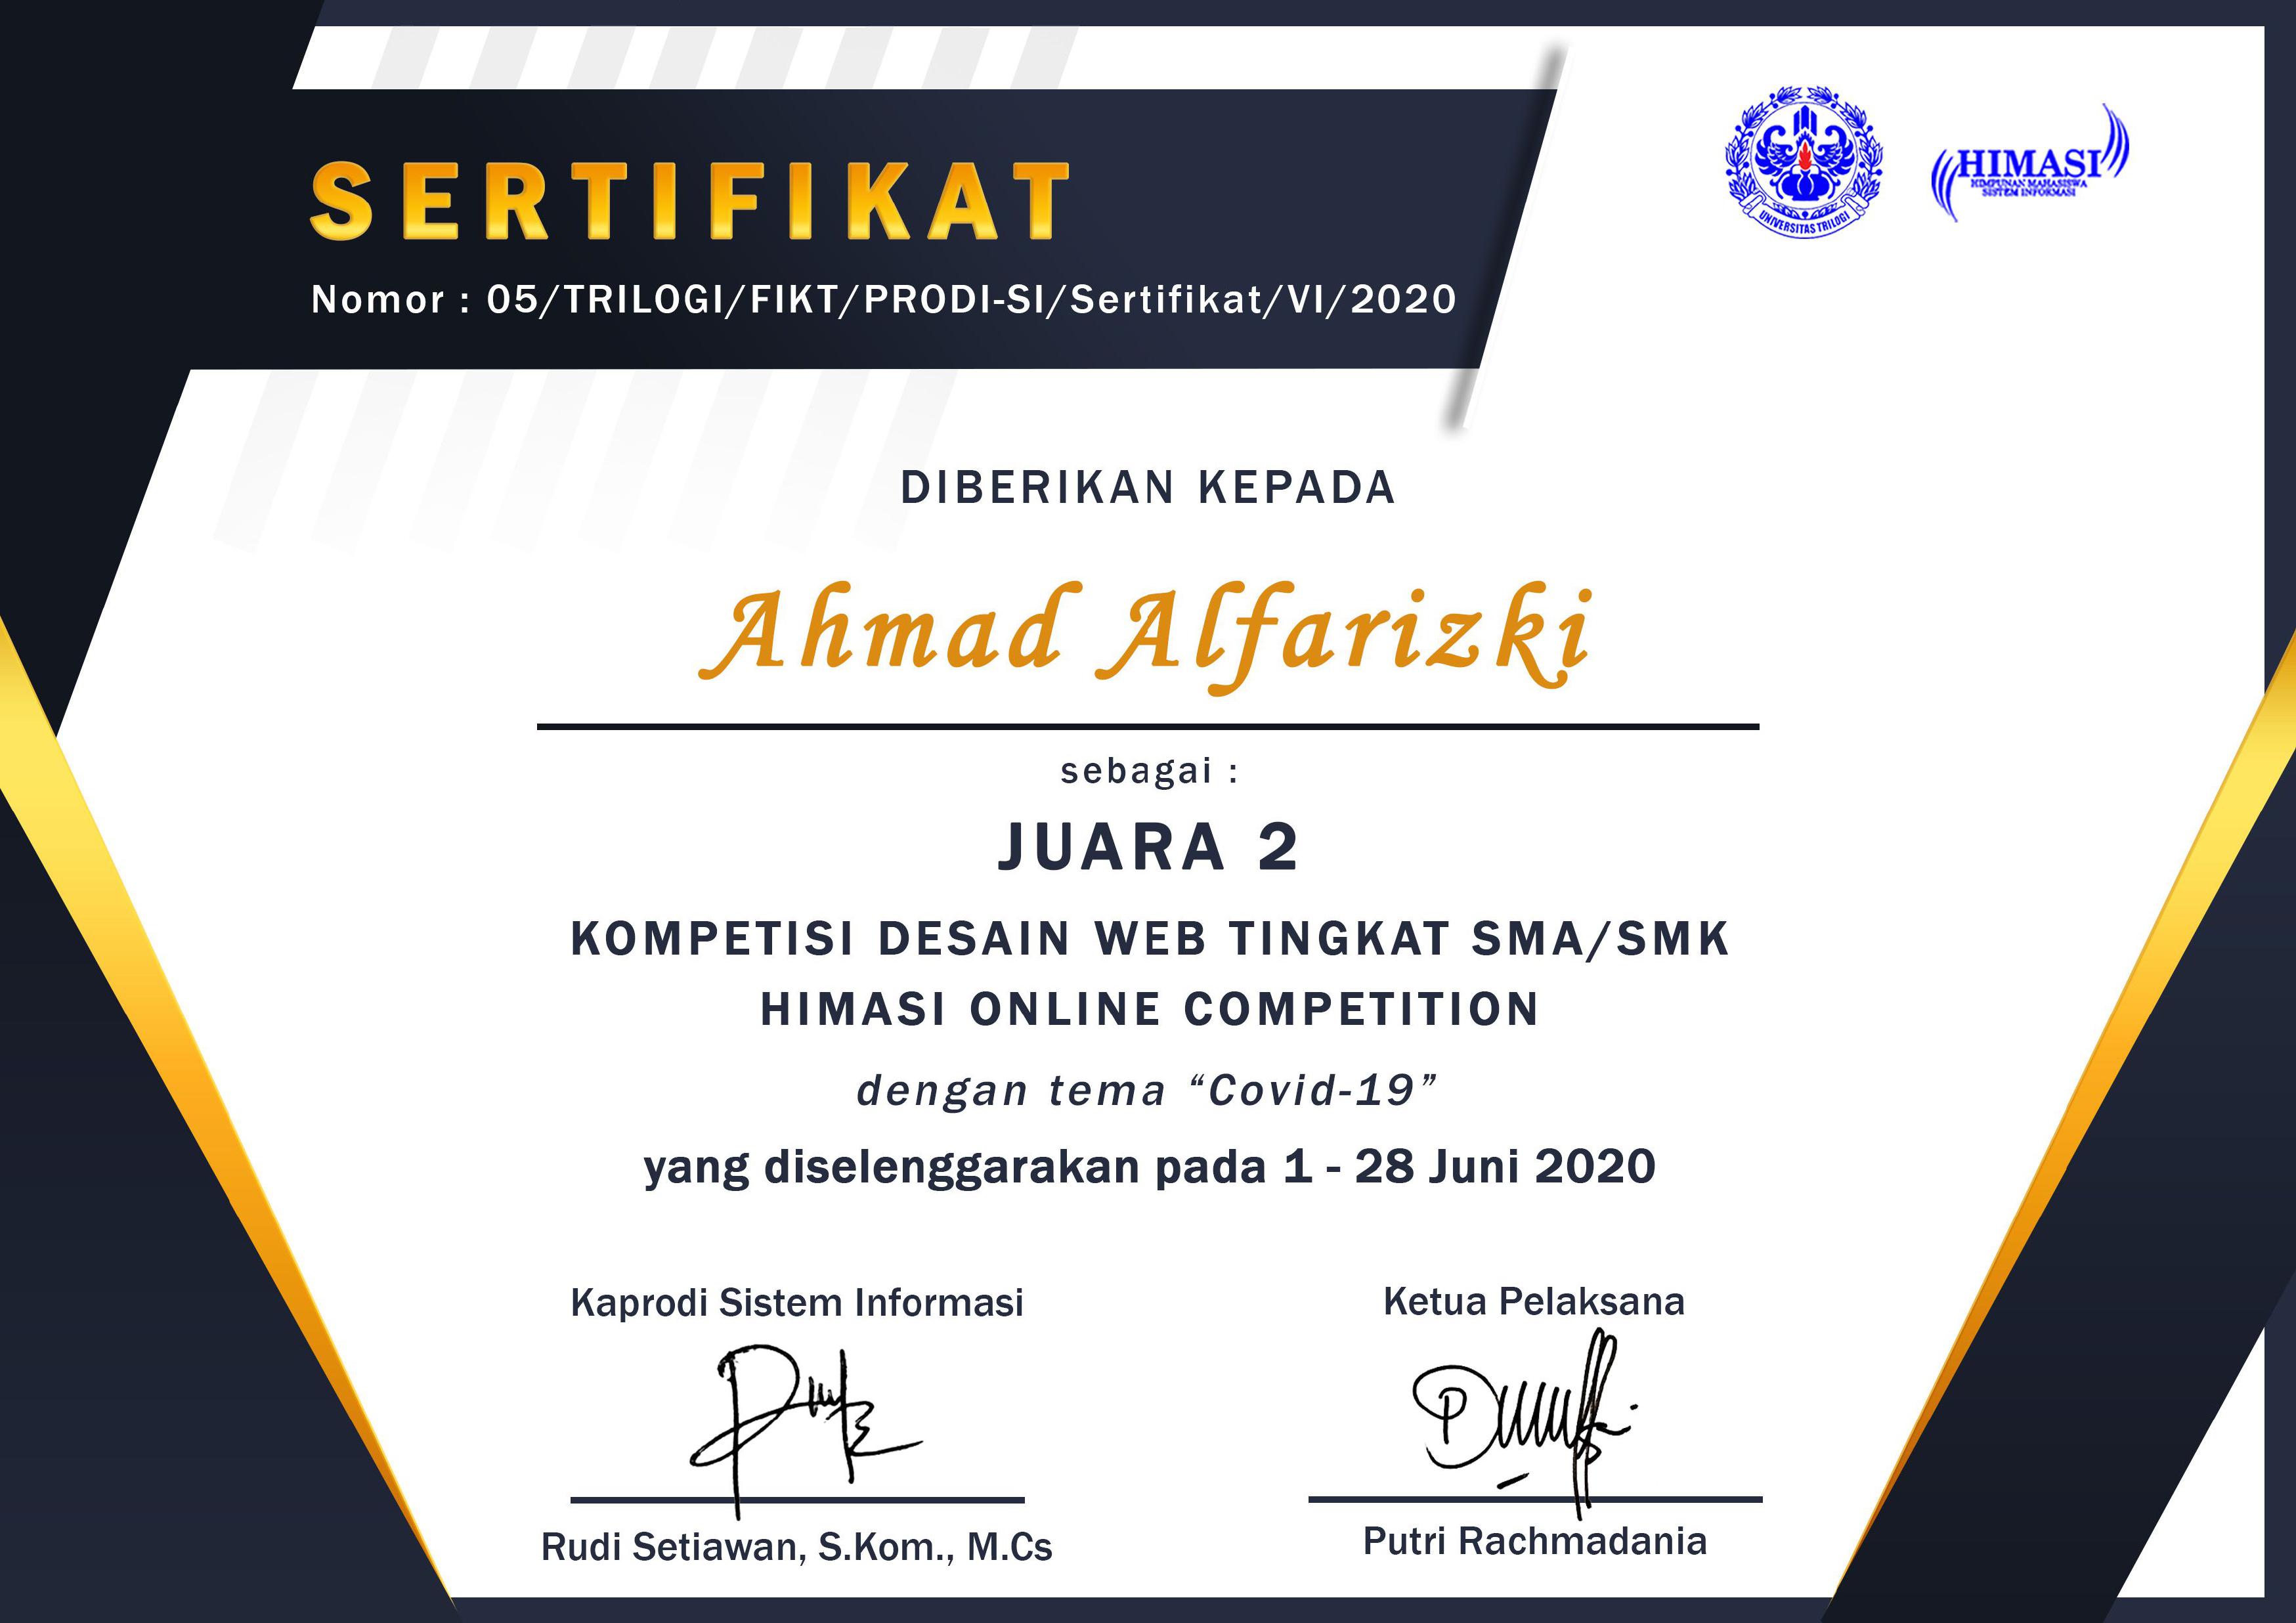 SERTIFIKAT
Nomor : 05/TRILOGI/FIKT/PRODI-SI/Sertifikat/VI/2020
UNIVERSITAS TRILOGI
HIMASI
HIMPUNAN MAHASISWA
SISTEM INFORMASI
DIBERIKAN KEPADA
Ahmad Alfarizki
sebagai :
JUARA 2
KOMPETISI DESAIN WEB TINGKAT SMA/SMK
HIMASI ONLINE COMPETITION
dengan tema “Covid-19”
yang diselenggarakan pada 1 - 28 Juni 2020
Kaprodi Sistem Informasi
Ketua Pelaksana
Rudi Setiawan, S.Kom., M.Cs
Putri Rachmadania